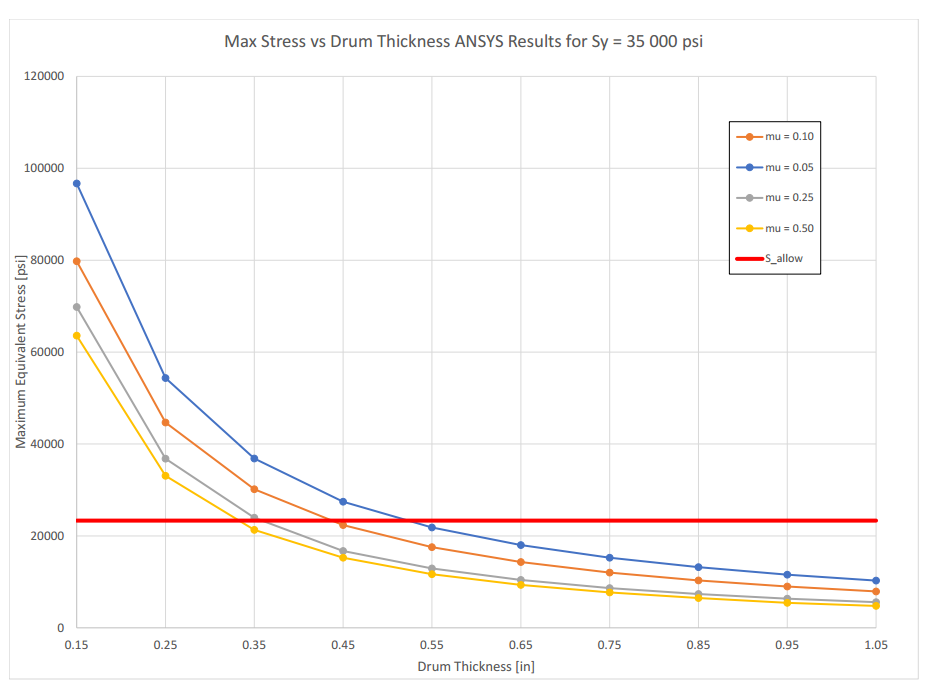 Max Stress vs Drum Thickness ANSYS Results for Sy = 35 000 psi
120000
100000
80000
60000
40000
20000
0
Maximum Equivalent Stress [psi]
mu = 0.10
mu = 0.05
mu = 0.25
mu = 0.50
S_allow
0.15 0.25 0.35 0.45 0.55 0.65 0.75 0.85 0.95 1.05
Drum Thickness [in]